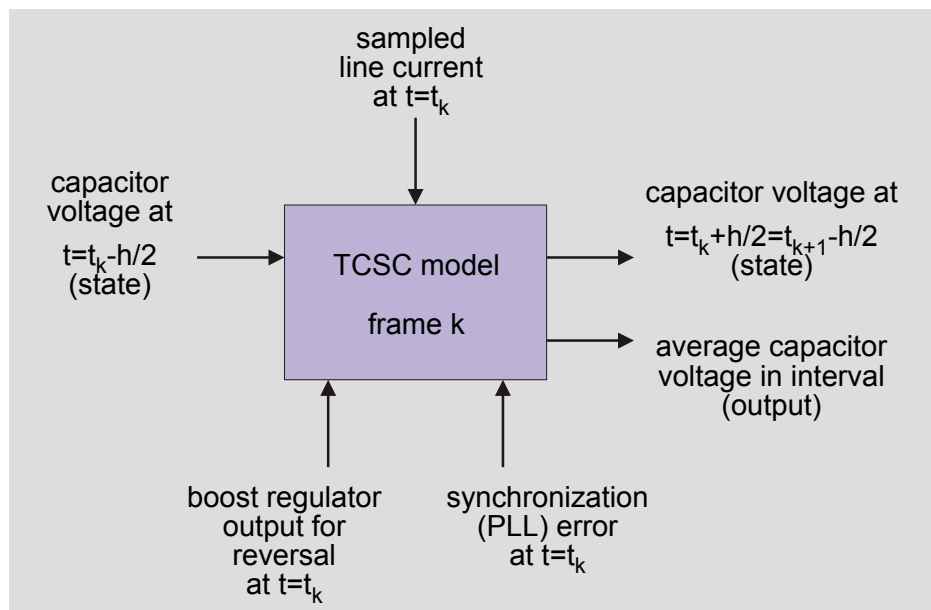 sampled
line current
at t=tk
capacitor
voltage at
t=tk-h/2
(state)
TCSC model
frame k
capacitor voltage at
t=tk+h/2=tk+1-h/2
(state)
average capacitor
voltage in interval
(output)
boost regulator
output for
reversal
at t=tk
synchronization
(PLL) error
at t=tk